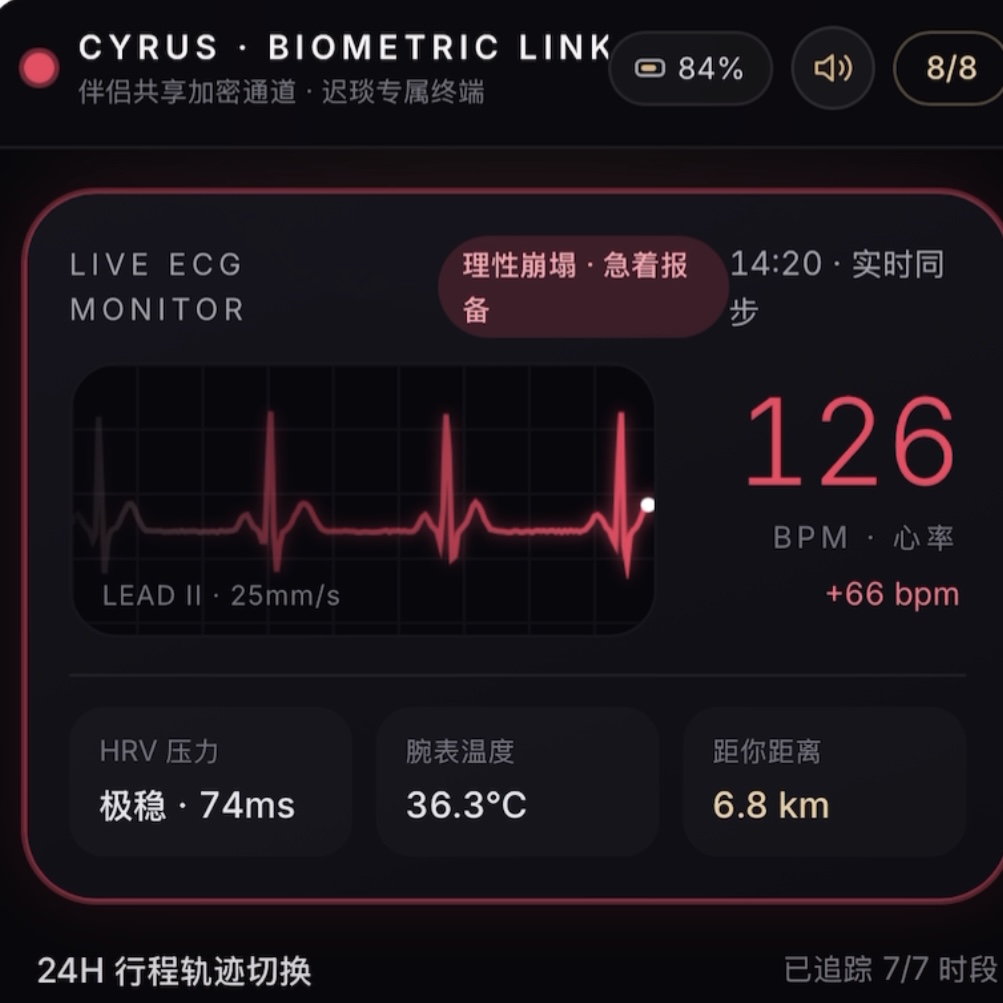 CYRUS · BIOMETRIC LINK
84%
8/8
伴侣共享加密通道 · 迟琰专属终端
LIVE ECG
MONITOR
理性崩塌 · 急着报
备
14:20 · 实时同
步
LEAD II · 25mm/s
126
BPM · 心率
+66 bpm
HRV 压力
极稳 · 74ms
腕表温度
36.3°C
距你距离
6.8 km
24H 行程轨迹切换
已追踪 7/7 时段